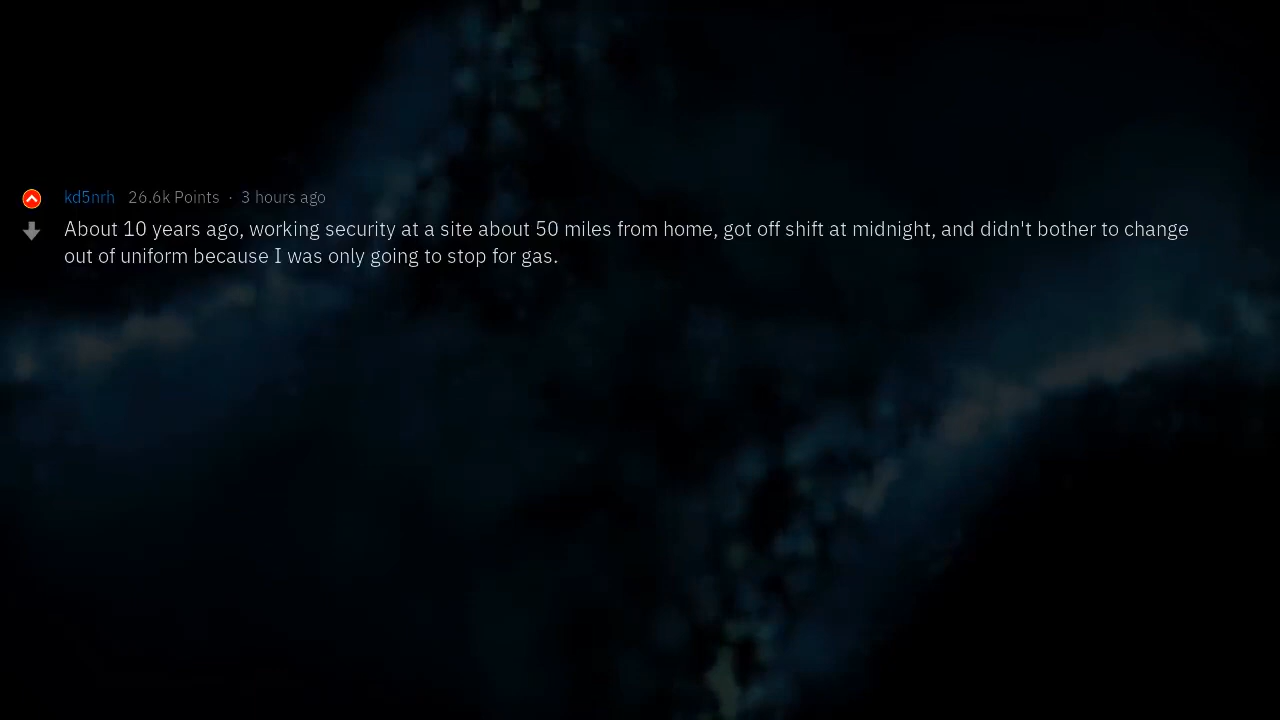 kd5nrh 26.6k Points · 3 hours ago
About 10 years ago, working security at a site about 50 miles from home, got off shift at midnight, and didn't bother to change
out of uniform because I was only going to stop for gas.